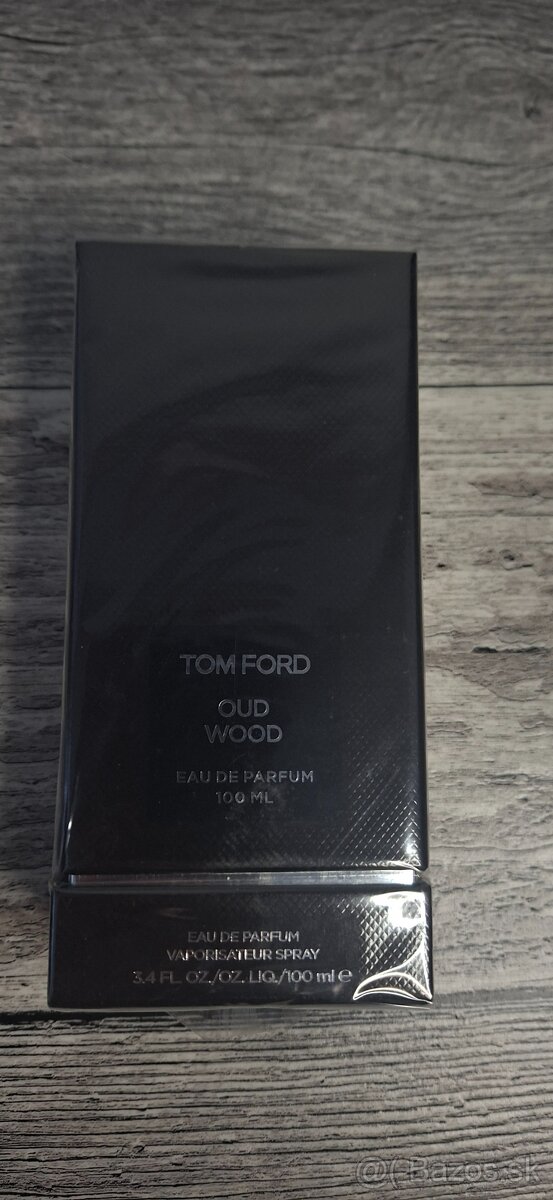 TOM FORD
OUD
WOOD
EAU DE PARFUM
100 ML
EAU DE PARFUM
VAPORISATEUR SPRAY
3.4 FL. OZ./OZ. LIQ./100 ml ℮
@( Bazos.sk